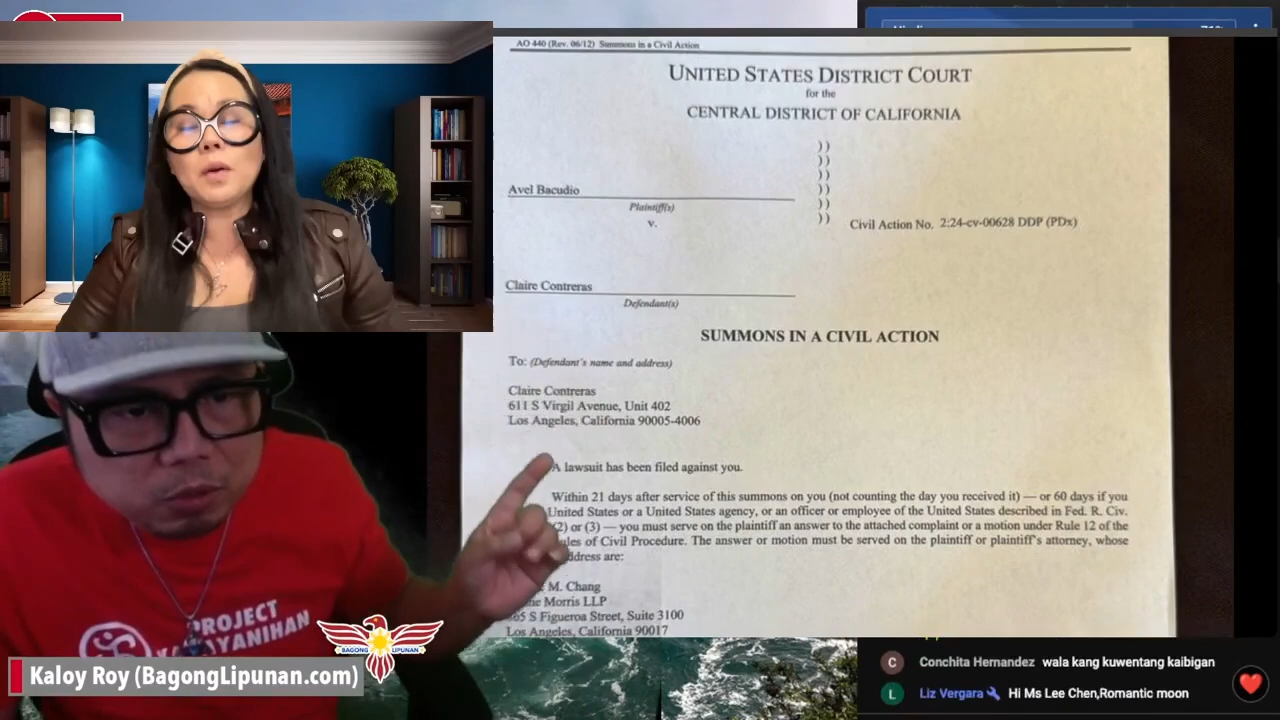 AO 440 (Rev. 06/12) Summons in a Civil Action
UNITED STATES DISTRICT COURT
for the
CENTRAL DISTRICT OF CALIFORNIA
Avel Bacudio
Plaintiff(s)
v.
Civil Action No. 2:24-cv-00628 DDP (PDx)
Claire Contreras
Defendant(s)
SUMMONS IN A CIVIL ACTION
To: (Defendant's name and address)
Claire Contreras
611 S Virgil Avenue, Unit 402
Los Angeles, California 90005-4006
A lawsuit has been filed against you.
Within 21 days after service of this summons on you (not counting the day you received it) — or 60 days if you
United States or a United States agency, or an officer or employee of the United States described in Fed. R. Civ.
(2) or (3) — you must serve on the plaintiff an answer to the attached complaint or a motion under Rule 12 of the
of Civil Procedure. The answer or motion must be served on the plaintiff or plaintiff's attorney, whose
address are:
M. Chang
Morris LLP
S Figueroa Street, Suite 3100
Los Angeles, California 90017
PROJECT
BAGONG LIPUNAN
Kaloy Roy (BagongLipunan.com)
C Conchita Hernandez wala kang kuwentang kaibigan
L Liz Vergara Hi Ms Lee Chen,Romantic moon